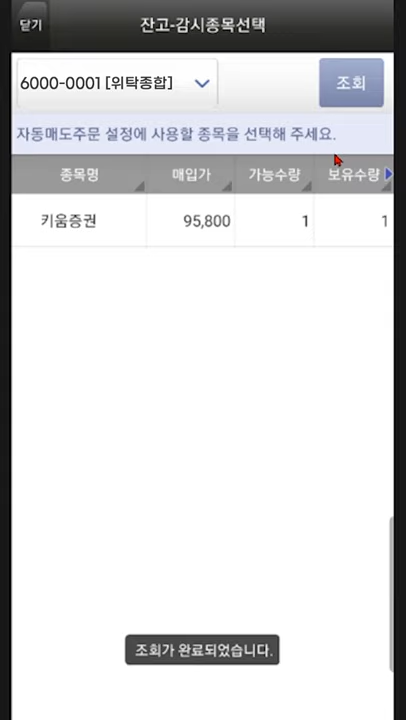 닫기
잔고-감시종목선택
6000-0001 [위탁종합]
조회
자동매도주문 설정에 사용할 종목을 선택해 주세요.
종목명 매입가 가능수량 보유수량
키움증권 95,800 1 1
조회가 완료되었습니다.